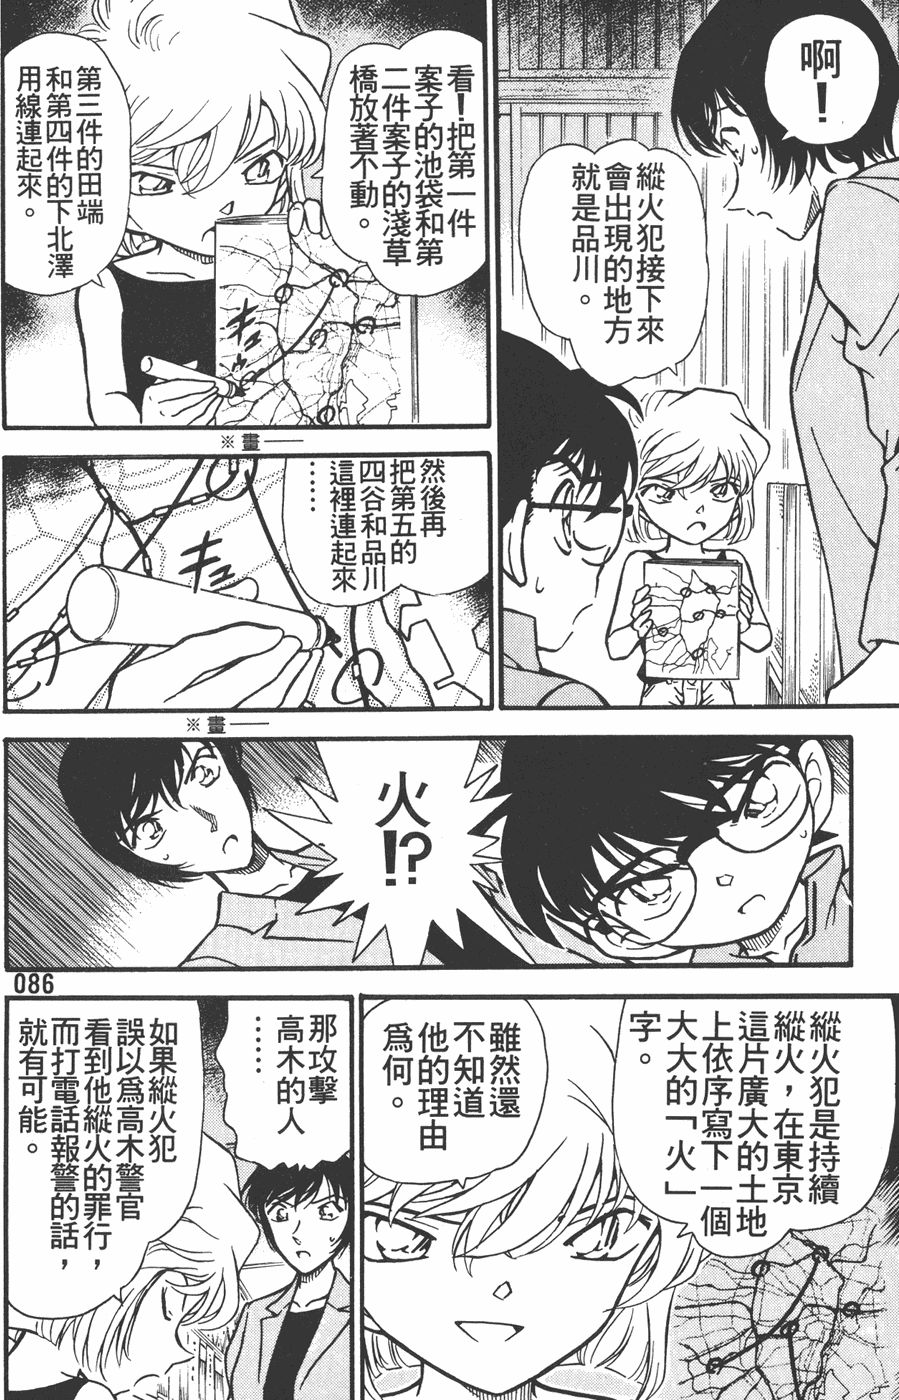 啊！
縱火犯接下來
會出現的地方
就是品川。
看！把第一件
案子的池袋和第
二件案子的淺草
橋放著不動。
第三件的田端
和第四件的下北澤
用線連起來。
キュッ
※畫──
然後再
把第五的
四谷和品川
這裡連起來
……
キュ
※畫──
火!?
086
縱火犯是持續
縱火，在東京
這片廣大的土地
上依序寫下一個
大大的「火」
字。
雖然還
不知道
他的理由
爲何。
那攻擊
高木的人
……
如果縱火犯
誤以爲高木警官
看到他縱火的罪行，
而打電話報警的話，
就有可能。